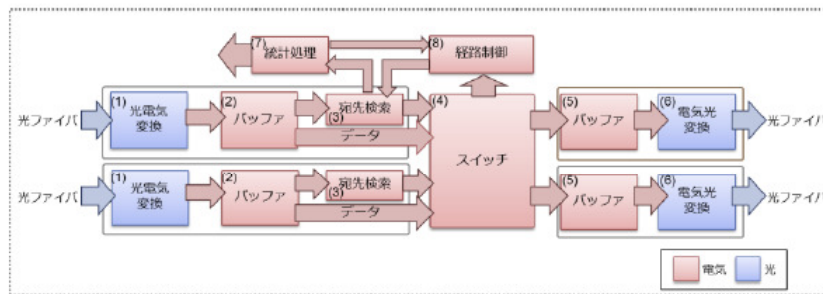 (7) 統計処理
(8) 経路制御
光ファイバ
(1) 光電気
変換
(2) バッファ
宛先検索
(3)
データ
(4) スイッチ
(5) バッファ
(6) 電気光
変換
光ファイバ
光ファイバ
(1) 光電気
変換
(2) バッファ
宛先検索
(3)
データ
(5) バッファ
(6) 電気光
変換
光ファイバ
電気
光